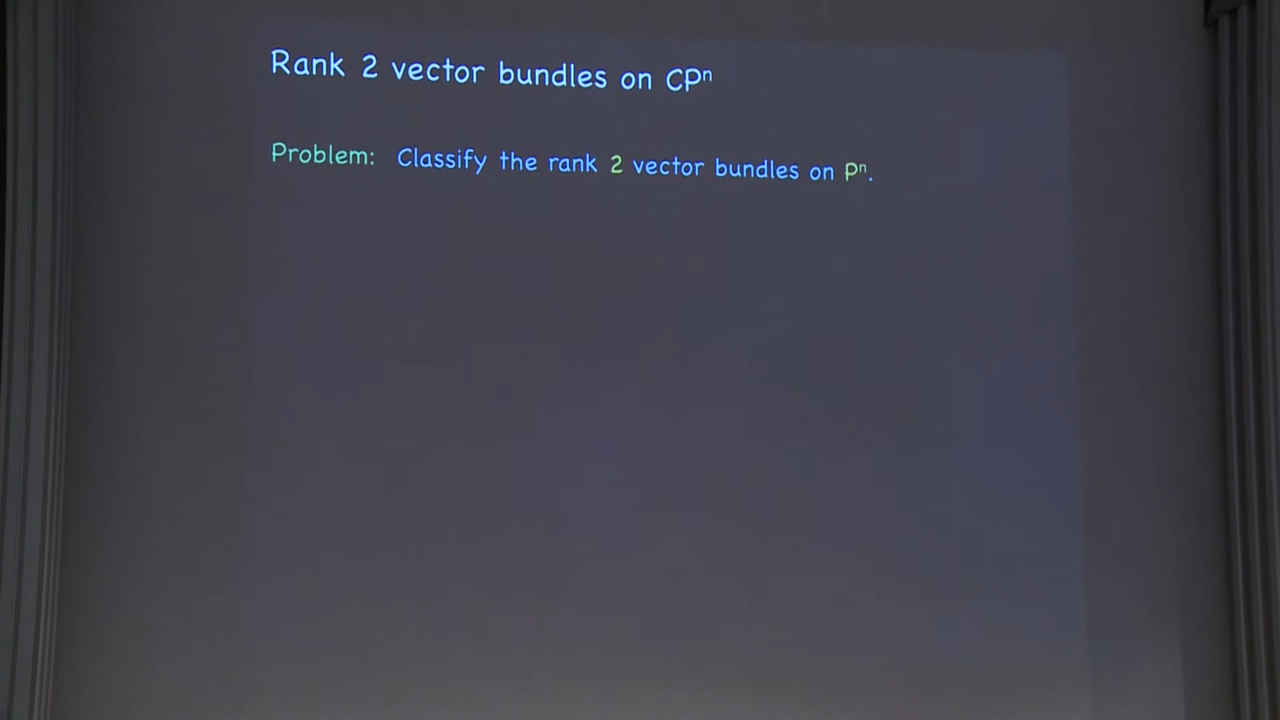 Rank 2 vector bundles on CPⁿ
Problem: Classify the rank 2 vector bundles on Pⁿ.